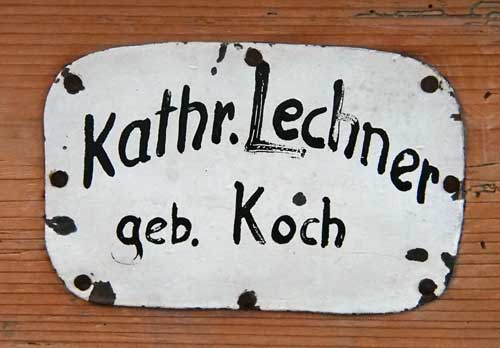 Kathr. Lechner
geb. Koch